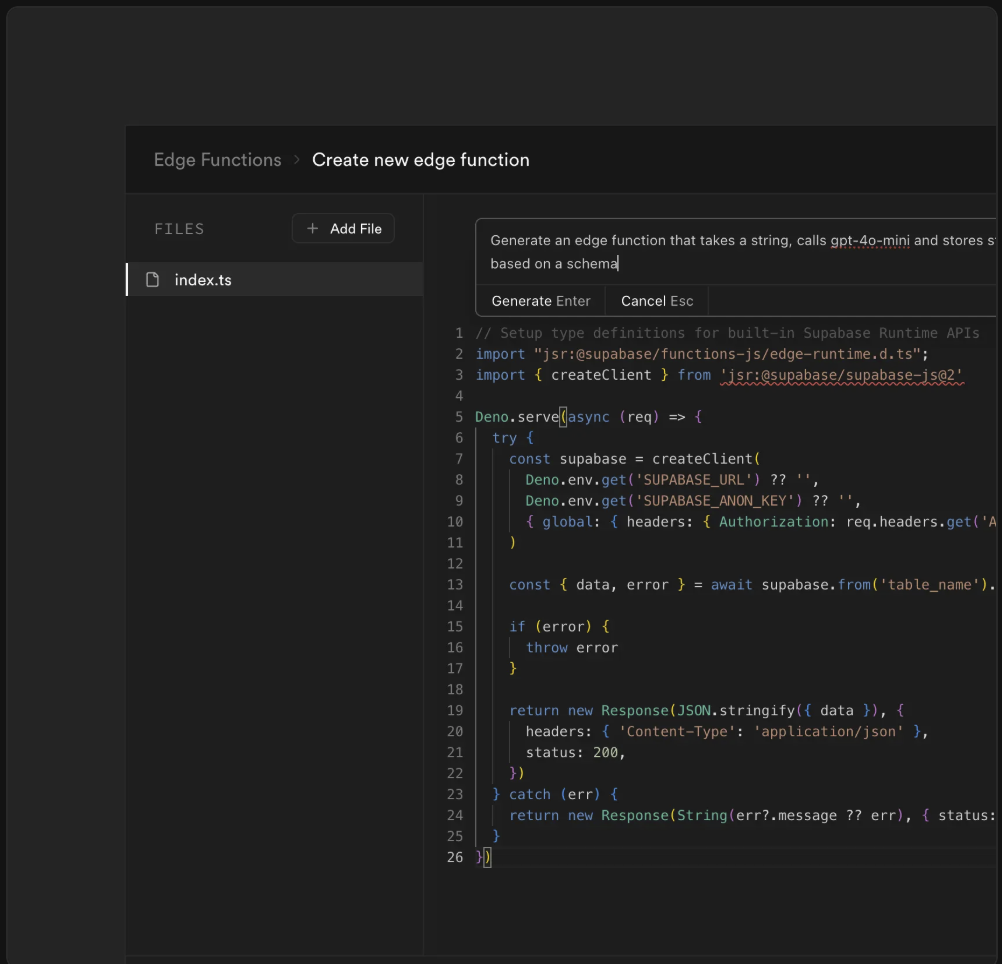 Edge Functions > Create new edge function
FILES
+ Add File
index.ts
Generate an edge function that takes a string, calls gpt-4o-mini and stores
based on a schema
Generate Enter
Cancel Esc
1 // Setup type definitions for built-in Supabase Runtime APIs
2 import "jsr:@supabase/functions-js/edge-runtime.d.ts";
3 import { createClient } from 'jsr:@supabase/supabase-js@2'
4
5 Deno.serve(async (req) => {
6 try {
7 const supabase = createClient(
8 Deno.env.get('SUPABASE_URL') ?? '',
9 Deno.env.get('SUPABASE_ANON_KEY') ?? '',
10 { global: { headers: { Authorization: req.headers.get('A
11 )
12
13 const { data, error } = await supabase.from('table_name').
14
15 if (error) {
16 throw error
17 }
18
19 return new Response(JSON.stringify({ data }), {
20 headers: { 'Content-Type': 'application/json' },
21 status: 200,
22 })
23 } catch (err) {
24 return new Response(String(err?.message ?? err), { status:
25 }
26 })